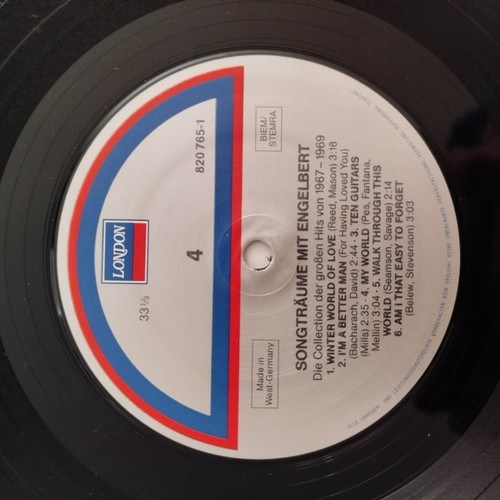 LONDON
33⅓
4
820 765-1
Made in
West-Germany
BIEM/
STEMRA
SONGTRÄUME MIT ENGELBERT
Die Collection der großen Hits von 1967 – 1969
1. WINTER WORLD OF LOVE (Reed, Mason) 3:18
2. I'M A BETTER MAN (For Having Loved You)
(Bacharach, David) 2:44 · 3. TEN GUITARS
(Mills) 2:35 · 4. MY WORLD (Pes, Fantana,
Mellin) 3:04 · 5. WALK THROUGH THIS
WORLD (Seamson, Savage) 2:14
6. AM I THAT EASY TO FORGET
(Belew, Stevenson) 3:03